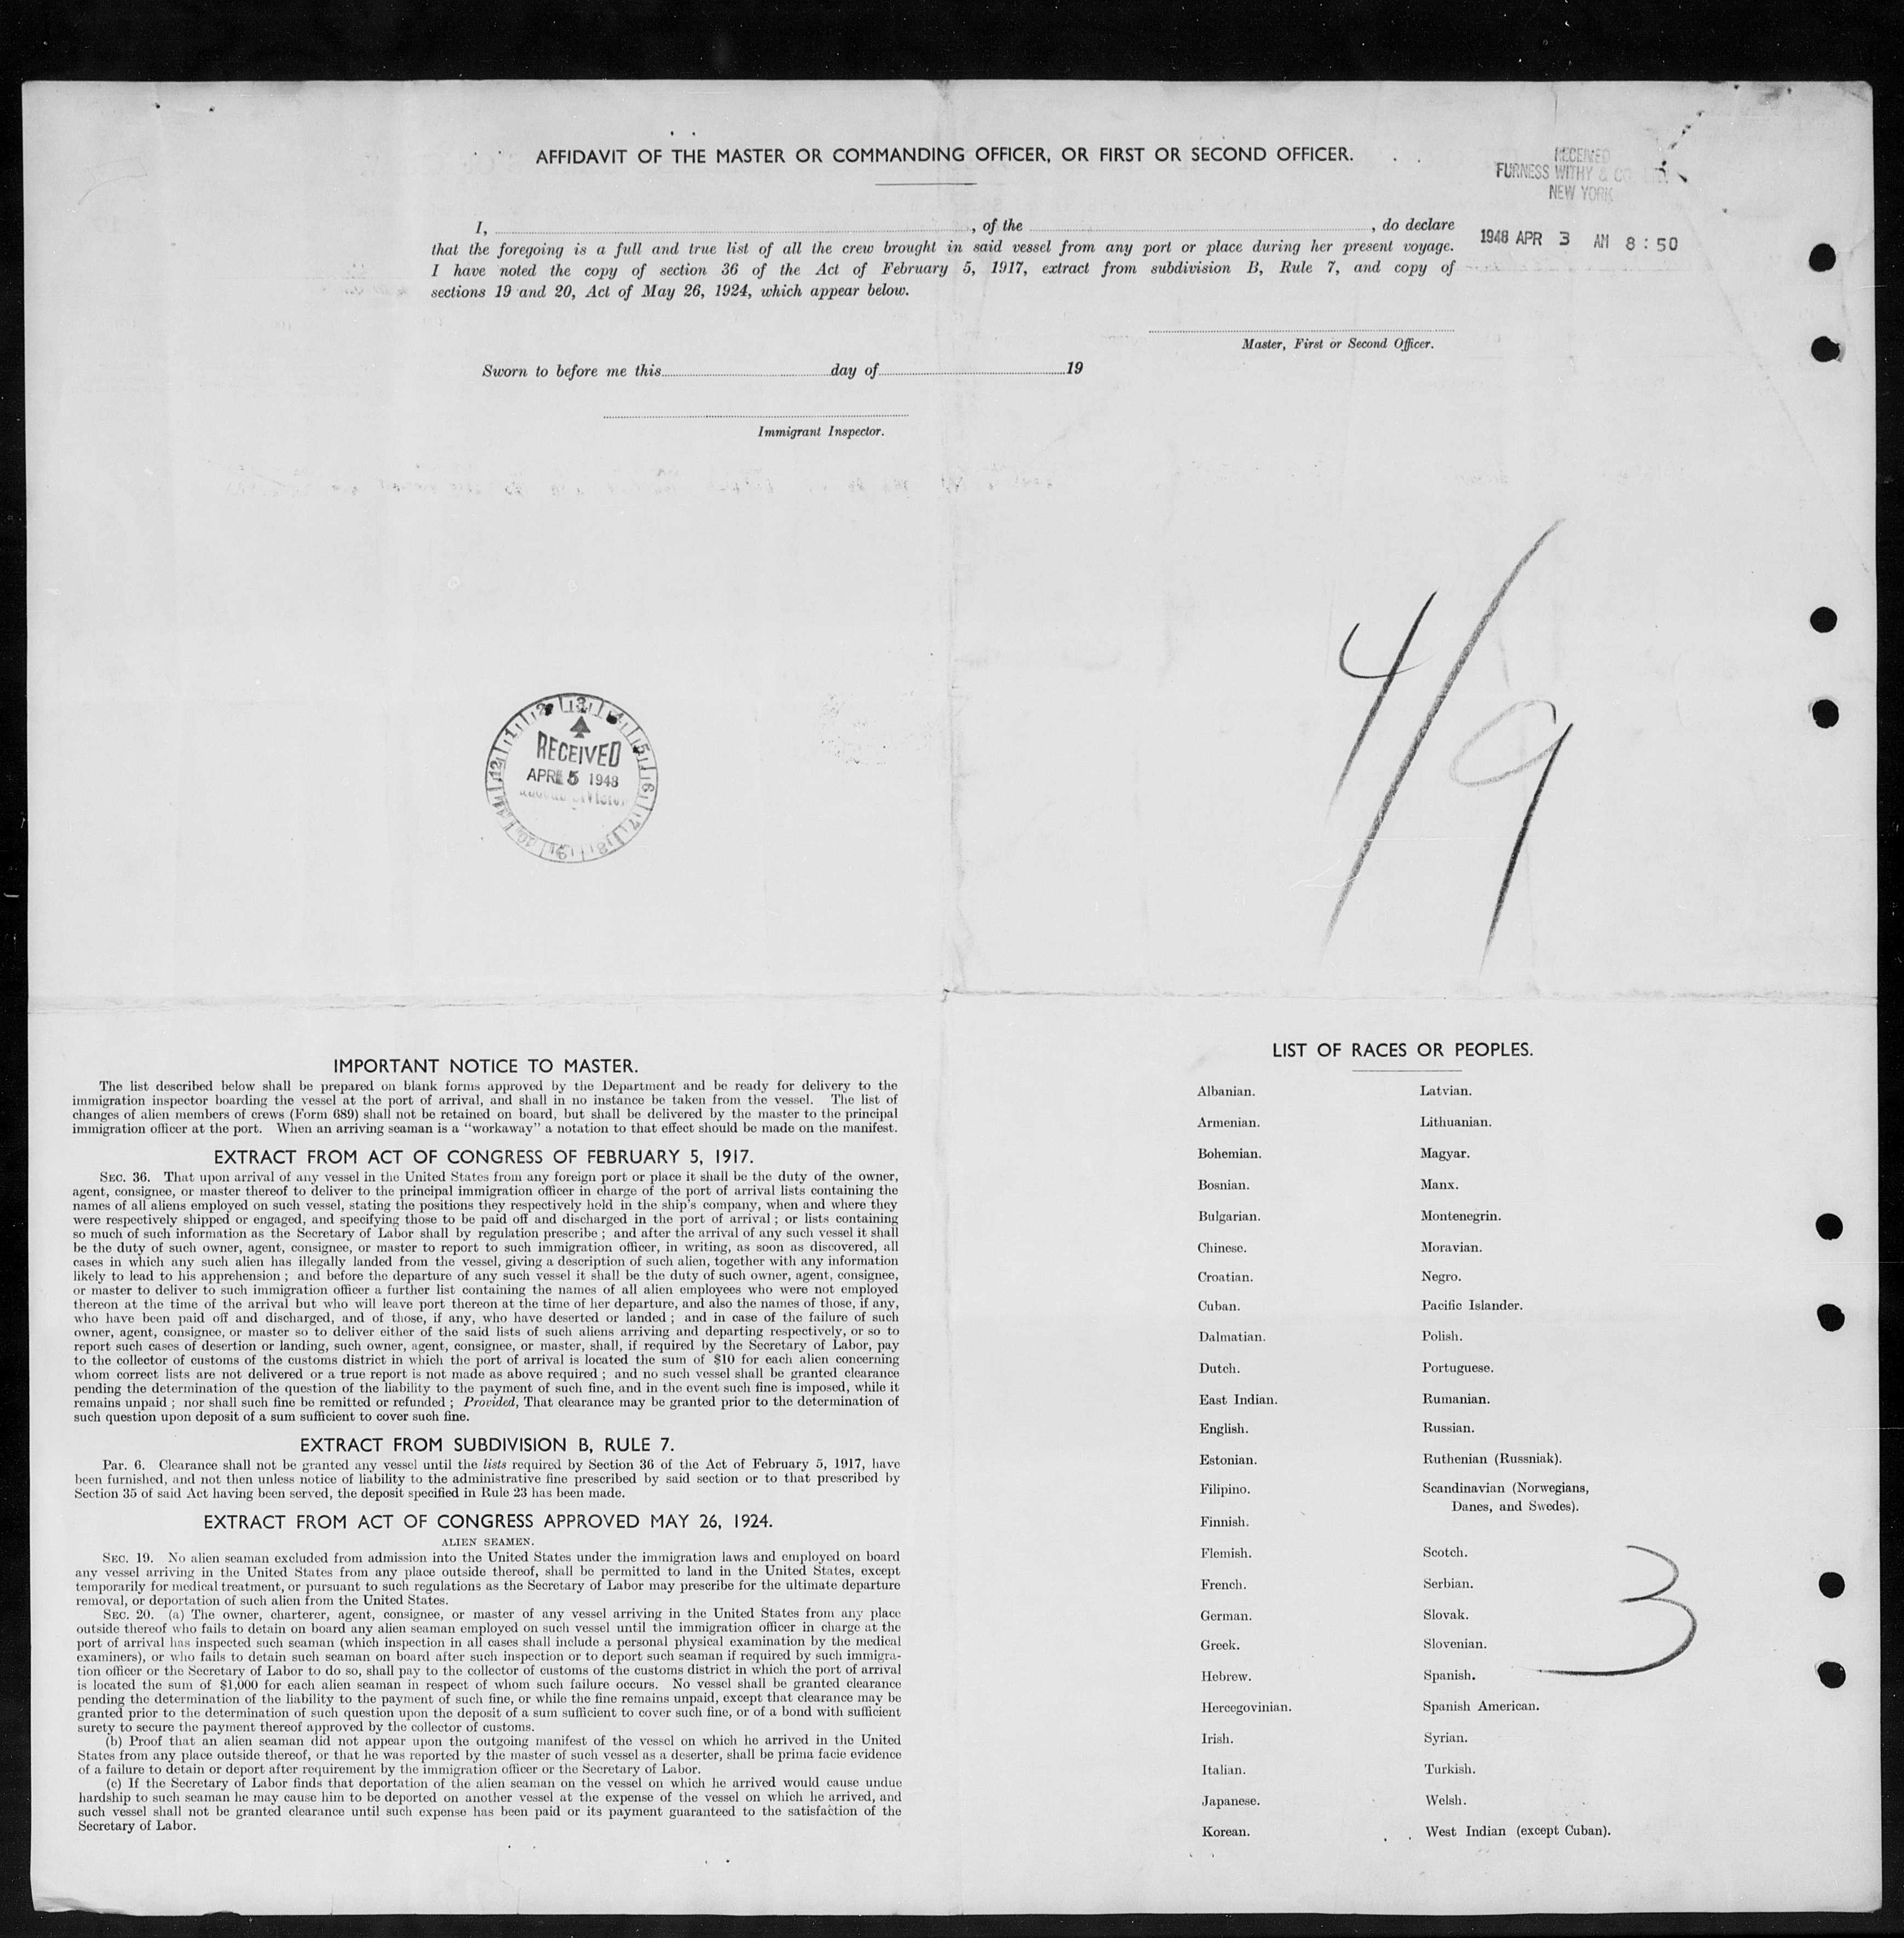 AFFIDAVIT OF THE MASTER OR COMMANDING OFFICER, OR FIRST OR SECOND OFFICER.
RECEIVED
FURNESS WITHY & CO. LTD.
NEW YORK
1948 APR 3 AM 8:50
I, , of the , do declare
that the foregoing is a full and true list of all the crew brought in said vessel from any port or place during her present voyage.
I have noted the copy of section 36 of the Act of February 5, 1917, extract from subdivision B, Rule 7, and copy of
sections 19 and 20, Act of May 26, 1924, which appear below.
Master, First or Second Officer.
Sworn to before me this day of 19
Immigrant Inspector.
4/9
12 1 2 3 4 5 6 7 8 9 10 11
RECEIVED
APR 5 1948
DIVISION
IMPORTANT NOTICE TO MASTER.
The list described below shall be prepared on blank forms approved by the Department and be ready for delivery to the
immigration inspector boarding the vessel at the port of arrival, and shall in no instance be taken from the vessel. The list of
changes of alien members of crews (Form 689) shall not be retained on board, but shall be delivered by the master to the principal
immigration officer at the port. When an arriving seaman is a "workaway" a notation to that effect should be made on the manifest.
EXTRACT FROM ACT OF CONGRESS OF FEBRUARY 5, 1917.
SEC. 36. That upon arrival of any vessel in the United States from any foreign port or place it shall be the duty of the owner,
agent, consignee, or master thereof to deliver to the principal immigration officer in charge of the port of arrival lists containing the
names of all aliens employed on such vessel, stating the positions they respectively hold in the ship's company, when and where they
were respectively shipped or engaged, and specifying those to be paid off and discharged in the port of arrival ; or lists containing
so much of such information as the Secretary of Labor shall by regulation prescribe ; and after the arrival of any such vessel it shall
be the duty of such owner, agent, consignee, or master to report to such immigration officer, in writing, as soon as discovered, all
cases in which any such alien has illegally landed from the vessel, giving a description of such alien, together with any information
likely to lead to his apprehension ; and before the departure of any such vessel it shall be the duty of such owner, agent, consignee,
or master to deliver to such immigration officer a further list containing the names of all alien employees who were not employed
thereon at the time of the arrival but who will leave port thereon at the time of her departure, and also the names of those, if any,
who have been paid off and discharged, and of those, if any, who have deserted or landed ; and in case of the failure of such
owner, agent, consignee, or master so to deliver either of the said lists of such aliens arriving and departing respectively, or so to
report such cases of desertion or landing, such owner, agent, consignee, or master, shall, if required by the Secretary of Labor, pay
to the collector of customs of the customs district in which the port of arrival is located the sum of $10 for each alien concerning
whom correct lists are not delivered or a true report is not made as above required ; and no such vessel shall be granted clearance
pending the determination of the question of the liability to the payment of such fine, and in the event such fine is imposed, while it
remains unpaid ; nor shall such fine be remitted or refunded ; Provided, That clearance may be granted prior to the determination of
such question upon deposit of a sum sufficient to cover such fine.
EXTRACT FROM SUBDIVISION B, RULE 7.
Par. 6. Clearance shall not be granted any vessel until the lists required by Section 36 of the Act of February 5, 1917, have
been furnished, and not then unless notice of liability to the administrative fine prescribed by said section or to that prescribed by
Section 35 of said Act having been served, the deposit specified in Rule 23 has been made.
EXTRACT FROM ACT OF CONGRESS APPROVED MAY 26, 1924.
ALIEN SEAMEN.
SEC. 19. No alien seaman excluded from admission into the United States under the immigration laws and employed on board
any vessel arriving in the United States from any place outside thereof, shall be permitted to land in the United States, except
temporarily for medical treatment, or pursuant to such regulations as the Secretary of Labor may prescribe for the ultimate departure
removal, or deportation of such alien from the United States.
SEC. 20. (a) The owner, charterer, agent, consignee, or master of any vessel arriving in the United States from any place
outside thereof who fails to detain on board any alien seaman employed on such vessel until the immigration officer in charge at the
port of arrival has inspected such seaman (which inspection in all cases shall include a personal physical examination by the medical
examiners), or who fails to detain such seaman on board after such inspection or to deport such seaman if required by such immigra-
tion officer or the Secretary of Labor to do so, shall pay to the collector of customs of the customs district in which the port of arrival
is located the sum of $1,000 for each alien seaman in respect of whom such failure occurs. No vessel shall be granted clearance
pending the determination of the liability to the payment of such fine, or while the fine remains unpaid, except that clearance may be
granted prior to the determination of such question upon the deposit of a sum sufficient to cover such fine, or of a bond with sufficient
surety to secure the payment thereof approved by the collector of customs.
(b) Proof that an alien seaman did not appear upon the outgoing manifest of the vessel on which he arrived in the United
States from any place outside thereof, or that he was reported by the master of such vessel as a deserter, shall be prima facie evidence
of a failure to detain or deport after requirement by the immigration officer or the Secretary of Labor.
(c) If the Secretary of Labor finds that deportation of the alien seaman on the vessel on which he arrived would cause undue
hardship to such seaman he may cause him to be deported on another vessel at the expense of the vessel on which he arrived, and
such vessel shall not be granted clearance until such expense has been paid or its payment guaranteed to the satisfaction of the
Secretary of Labor.
LIST OF RACES OR PEOPLES.
Albanian.
Armenian.
Bohemian.
Bosnian.
Bulgarian.
Chinese.
Croatian.
Cuban.
Dalmatian.
Dutch.
East Indian.
English.
Estonian.
Filipino.
Finnish.
Flemish.
French.
German.
Greek.
Hebrew.
Hercegovinian.
Irish.
Italian.
Japanese.
Korean.
Latvian.
Lithuanian.
Magyar.
Manx.
Montenegrin.
Moravian.
Negro.
Pacific Islander.
Polish.
Portuguese.
Rumanian.
Russian.
Ruthenian (Russniak).
Scandinavian (Norwegians,
Danes, and Swedes).
Scotch.
Serbian.
Slovak.
Slovenian.
Spanish.
Spanish American.
Syrian.
Turkish.
Welsh.
West Indian (except Cuban).
3